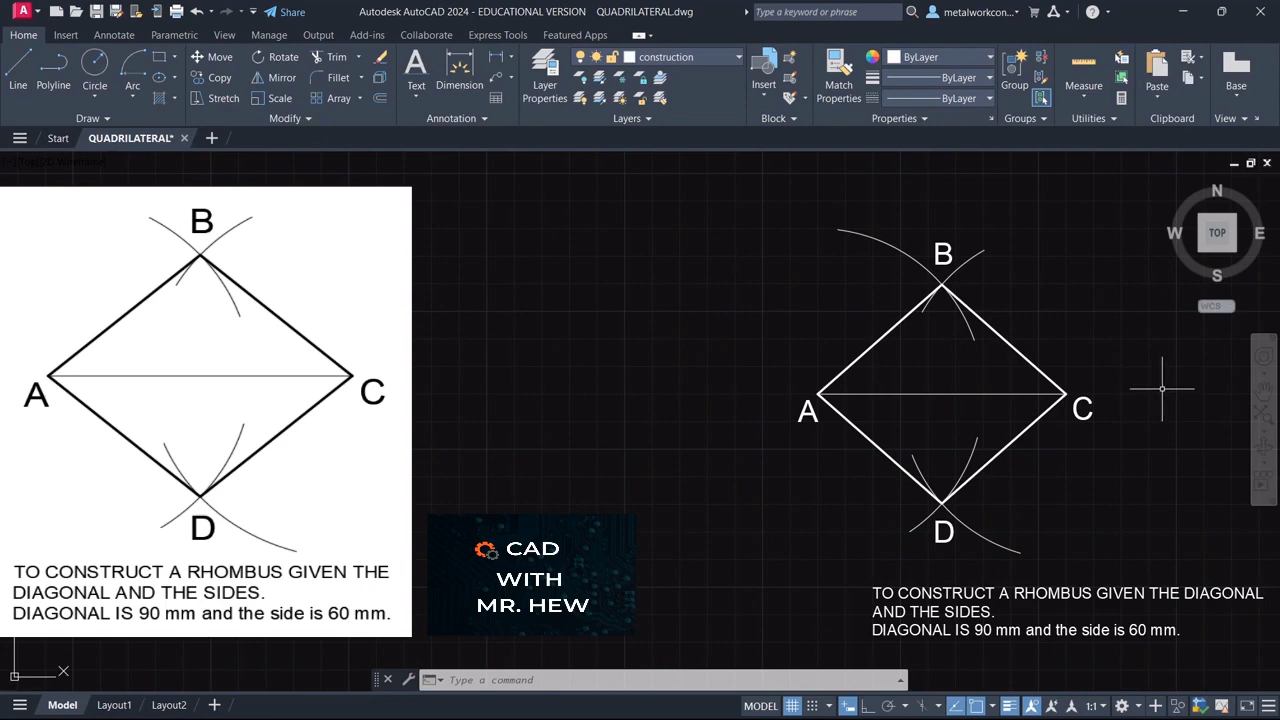 Autodesk AutoCAD 2024 - EDUCATIONAL VERSION QUADRILATERAL.dwg
Share
Type a keyword or phrase
metalworkcon...
Home Insert Annotate Parametric View Manage Output Add-ins Collaborate Express Tools Featured Apps
Line Polyline Circle Arc
Move Rotate Trim
Copy Mirror Fillet
Stretch Scale Array
Text Dimension
Layer Properties
construction
Insert
Match Properties
ByLayer
ByLayer
ByLayer
Group
Measure
Paste
Base
Draw Modify Annotation Layers Block Properties Groups Utilities Clipboard View
Start QUADRILATERAL*
N
W TOP E
S
WCS
B
A
C
D
TO CONSTRUCT A RHOMBUS GIVEN THE
DIAGONAL AND THE SIDES.
DIAGONAL IS 90 mm and the side is 60 mm.
CAD
WITH
MR. HEW
B
A
C
D
TO CONSTRUCT A RHOMBUS GIVEN THE DIAGONAL
AND THE SIDES.
DIAGONAL IS 90 mm and the side is 60 mm.
Type a command
Model Layout1 Layout2
MODEL 1:1